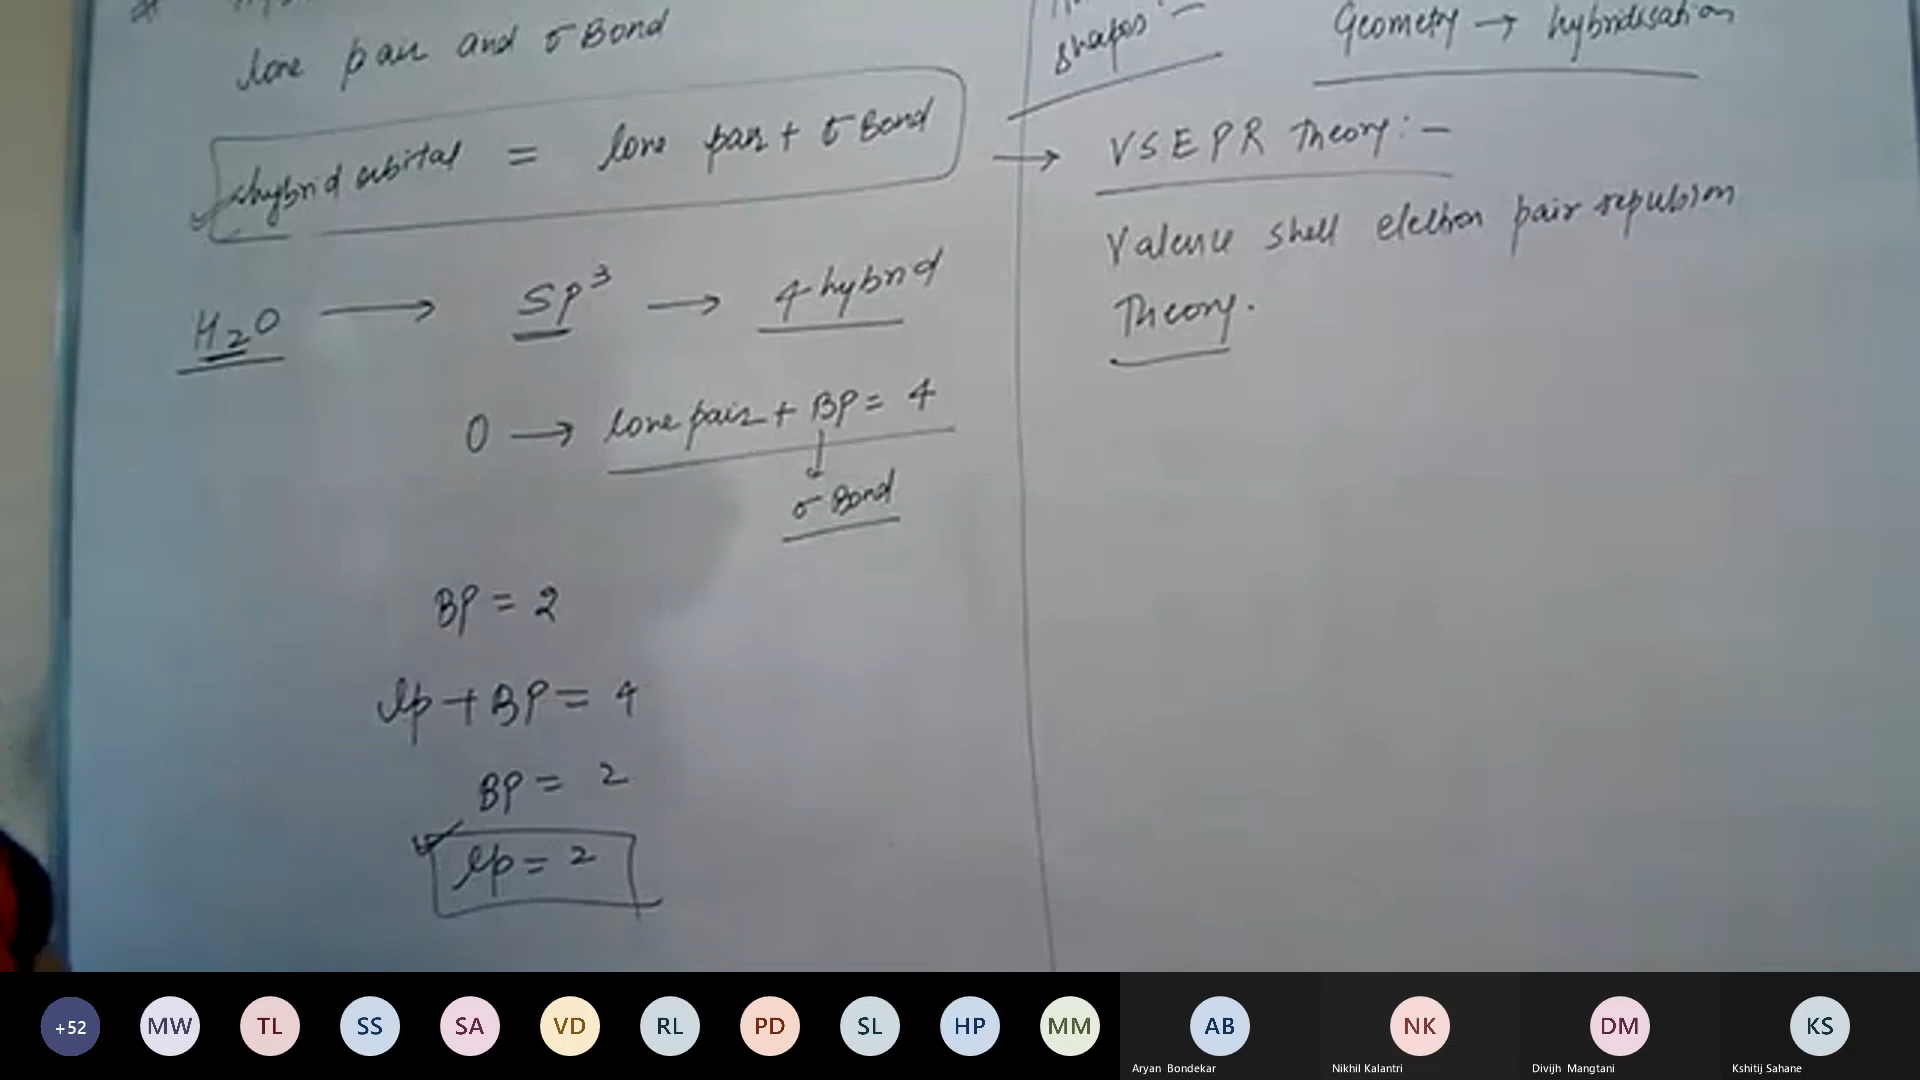 lone pair and σ Bond
hybrid orbital = lone pair + σ Bond
H2O → sp³ → 4-hybrid
O → lone pair + BP = 4
↓
σ Bond
BP = 2
lp + BP = 4
BP = 2
lp = 2
shapes :-
Geometry → hybridisation
→ VSEPR Theory :-
Valence shell electron pair repulsion
Theory.
+52 MW TL SS SA VD RL PD SL HP MM AB NK DM KS
Aryan Bondekar Nikhil Kalantri Divijh Mangtani Kshitij Sahane